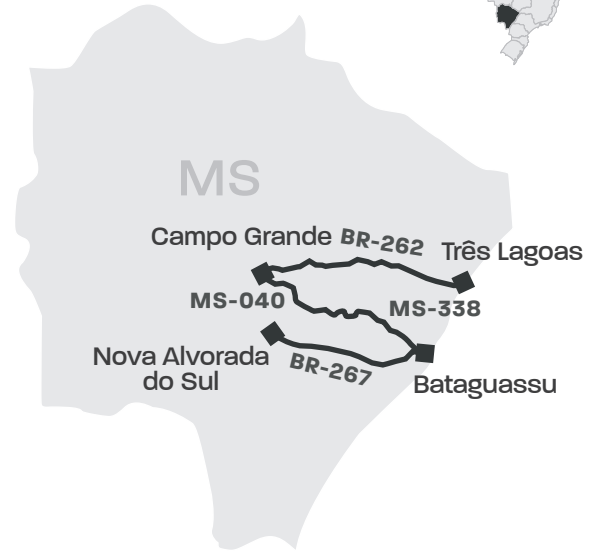 MS
Campo Grande
BR-262
Três Lagoas
MS-040
MS-338
Nova Alvorada
do Sul
BR-267
Bataguassu